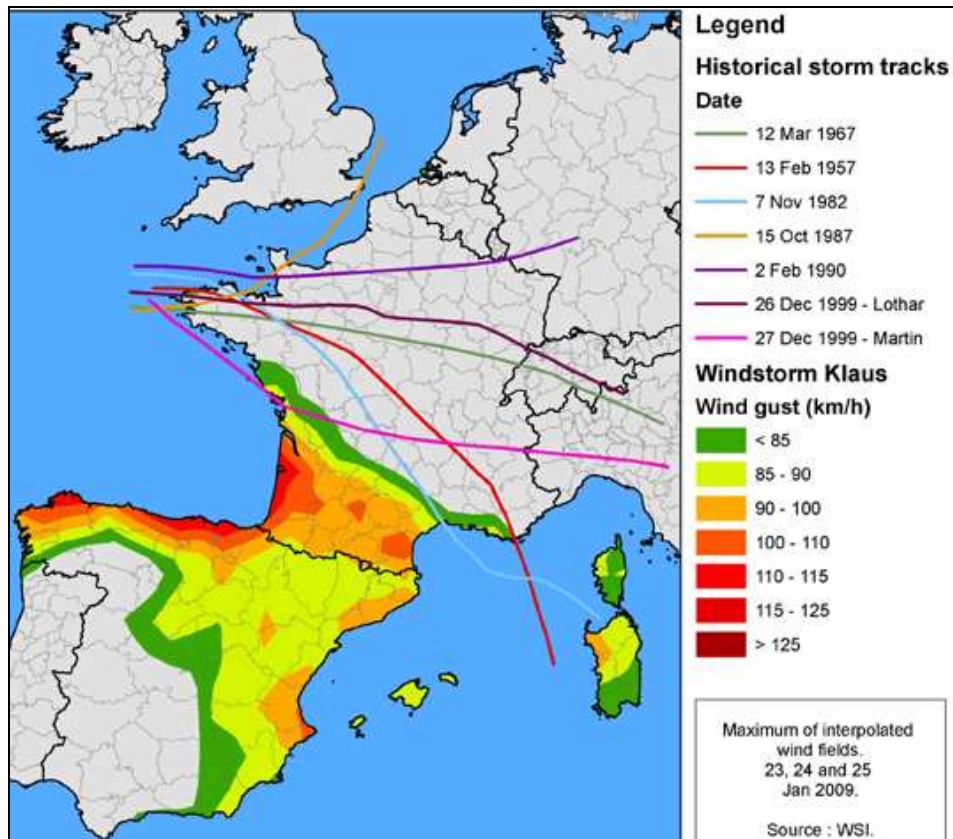 Legend
Historical storm tracks
Date
12 Mar 1967
13 Feb 1957
7 Nov 1982
15 Oct 1987
2 Feb 1990
26 Dec 1999 - Lothar
27 Dec 1999 - Martin
Windstorm Klaus
Wind gust (km/h)
< 85
85 - 90
90 - 100
100 - 110
110 - 115
115 - 125
> 125
Maximum of interpolated
wind fields.
23, 24 and 25
Jan 2009.
Source : WSI.